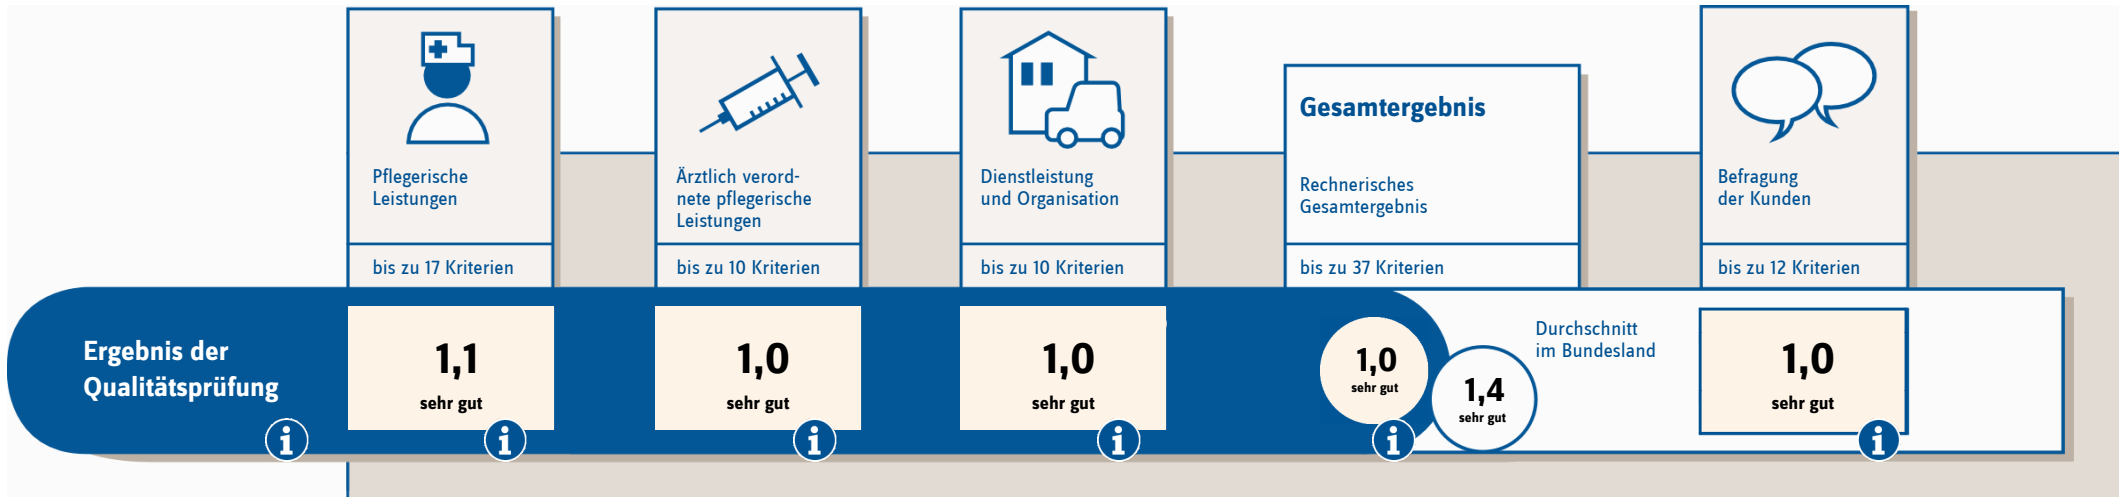 Pflegerische
Leistungen
bis zu 17 Kriterien
Ärztlich verord-
nete pflegerische
Leistungen
bis zu 10 Kriterien
Dienstleistung
und Organisation
bis zu 10 Kriterien
Gesamtergebnis
Rechnerisches
Gesamtergebnis
bis zu 37 Kriterien
Befragung
der Kunden
bis zu 12 Kriterien
Ergebnis der
Qualitätsprüfung
i
1,1
sehr gut
i
1,0
sehr gut
i
1,0
sehr gut
i
1,0
sehr gut
i
1,4
sehr gut
Durchschnitt
im Bundesland
1,0
sehr gut
i